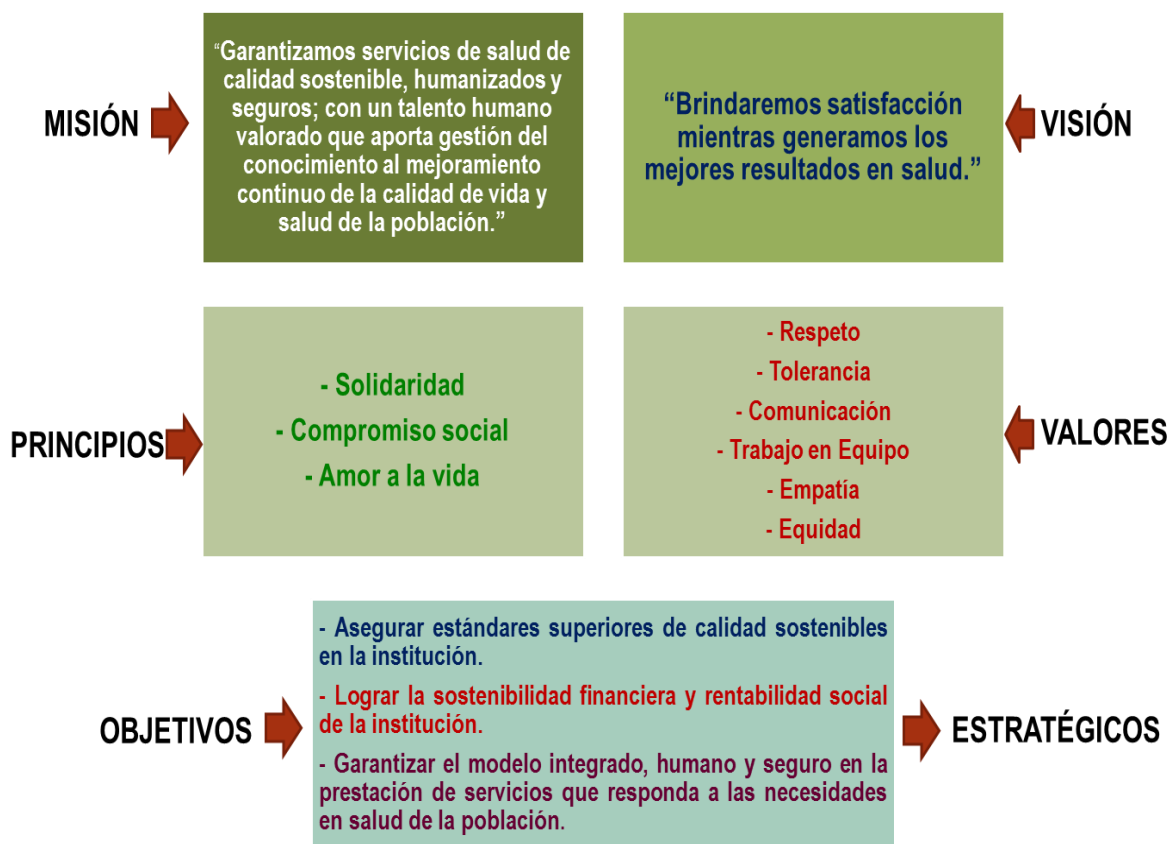 MISIÓN
“Garantizamos servicios de salud de
calidad sostenible, humanizados y
seguros; con un talento humano
valorado que aporta gestión del
conocimiento al mejoramiento
continuo de la calidad de vida y
salud de la población.”
“Brindaremos satisfacción
mientras generamos los
mejores resultados en salud.”
VISIÓN
PRINCIPIOS
- Solidaridad
- Compromiso social
- Amor a la vida
- Respeto
- Tolerancia
- Comunicación
- Trabajo en Equipo
- Empatía
- Equidad
VALORES
OBJETIVOS
- Asegurar estándares superiores de calidad sostenibles
en la institución.
- Lograr la sostenibilidad financiera y rentabilidad social
de la institución.
- Garantizar el modelo integrado, humano y seguro en la
prestación de servicios que responda a las necesidades
en salud de la población.
ESTRATÉGICOS